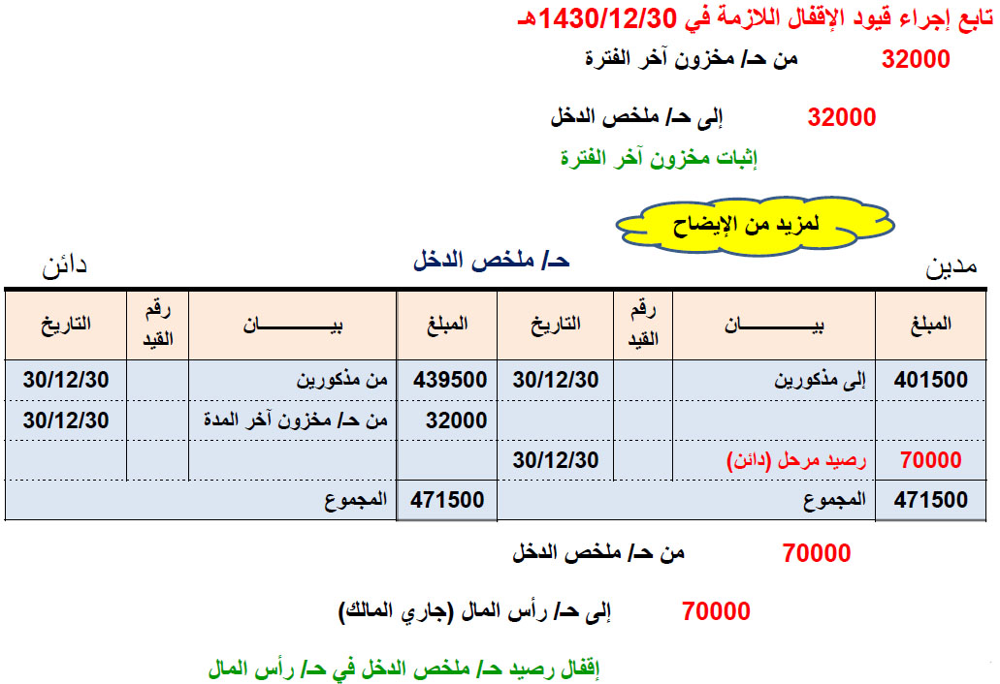 تابع إجراء قيود الإقفال اللازمة في 1430/12/30هـ
32000 من حـ/ مخزون آخر الفترة
32000 إلى حـ/ ملخص الدخل
إثبات مخزون آخر الفترة
لمزيد من الإيضاح
مدين حـ/ ملخص الدخل دائن
المبلغ بيـــــــــــــان رقم القيد التاريخ المبلغ بيـــــــــــــان رقم القيد التاريخ
401500 إلى مذكورين 30/12/30 439500 من مذكورين 30/12/30
32000 من حـ/ مخزون آخر المدة 30/12/30
70000 رصيد مرحل (دائن) 30/12/30
471500 المجموع 471500 المجموع
70000 من حـ/ ملخص الدخل
70000 إلى حـ/ رأس المال (جاري المالك)
إقفال رصيد حـ/ ملخص الدخل في حـ/ رأس المال